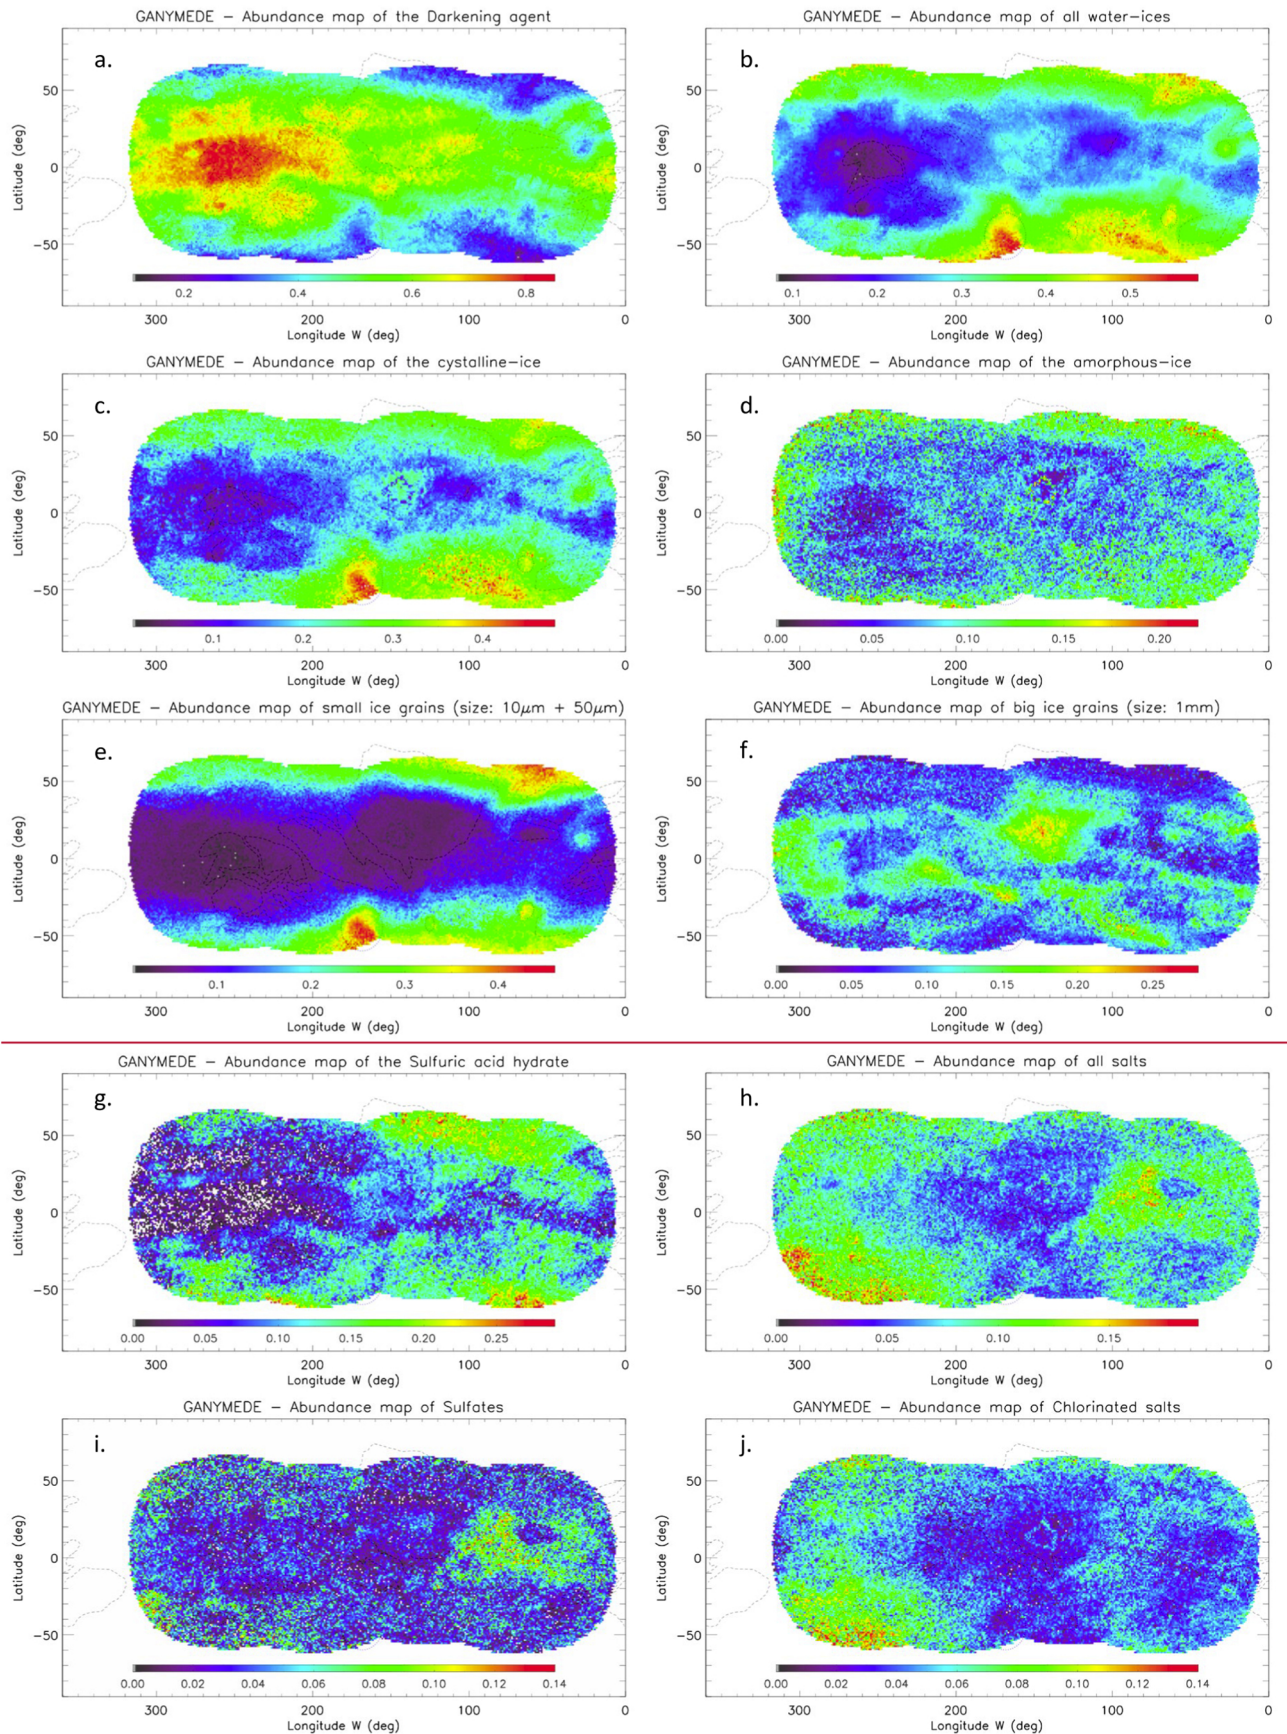 GANYMEDE – Abundance map of the Darkening agent
a.
50
0
−50
Latitude (deg)
0.2 0.4 0.6 0.8
300 200 100 0
Longitude W (deg)
GANYMEDE – Abundance map of all water-ices
b.
50
0
−50
Latitude (deg)
0.1 0.2 0.3 0.4 0.5
300 200 100 0
Longitude W (deg)
GANYMEDE – Abundance map of the cystalline-ice
c.
50
0
−50
Latitude (deg)
0.1 0.2 0.3 0.4
300 200 100 0
Longitude W (deg)
GANYMEDE – Abundance map of the amorphous-ice
d.
50
0
−50
Latitude (deg)
0.00 0.05 0.10 0.15 0.20
300 200 100 0
Longitude W (deg)
GANYMEDE – Abundance map of small ice grains (size: 10μm + 50μm)
e.
50
0
−50
Latitude (deg)
0.1 0.2 0.3 0.4
300 200 100 0
Longitude W (deg)
GANYMEDE – Abundance map of big ice grains (size: 1mm)
f.
50
0
−50
Latitude (deg)
0.00 0.05 0.10 0.15 0.20 0.25
300 200 100 0
Longitude W (deg)
GANYMEDE – Abundance map of the Sulfuric acid hydrate
g.
50
0
−50
Latitude (deg)
0.00 0.05 0.10 0.15 0.20 0.25
300 200 100 0
Longitude W (deg)
GANYMEDE – Abundance map of all salts
h.
50
0
−50
Latitude (deg)
0.00 0.05 0.10 0.15
300 200 100 0
Longitude W (deg)
GANYMEDE – Abundance map of Sulfates
i.
50
0
−50
Latitude (deg)
0.00 0.02 0.04 0.06 0.08 0.10 0.12 0.14
300 200 100 0
Longitude W (deg)
GANYMEDE – Abundance map of Chlorinated salts
j.
50
0
−50
Latitude (deg)
0.00 0.02 0.04 0.06 0.08 0.10 0.12 0.14
300 200 100 0
Longitude W (deg)